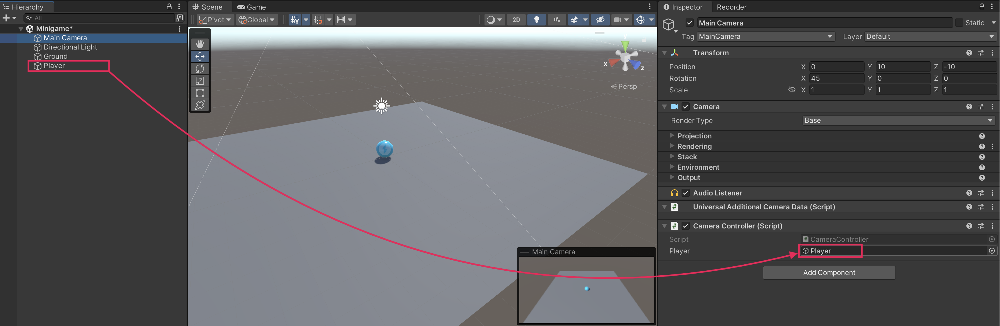 Hierarchy
All
Minigame*
Main Camera
Directional Light
Ground
Player
Scene
Game
Pivot
Global
2D
y
x
z
Persp
Main Camera
Inspector
Recorder
Main Camera
Static
Tag MainCamera Layer Default
Transform
Position X 0 Y 10 Z -10
Rotation X 45 Y 0 Z 0
Scale X 1 Y 1 Z 1
Camera
Render Type Base
Projection
Rendering
Stack
Environment
Output
Audio Listener
# Universal Additional Camera Data (Script)
# Camera Controller (Script)
Script # CameraController
Player Player
Add Component